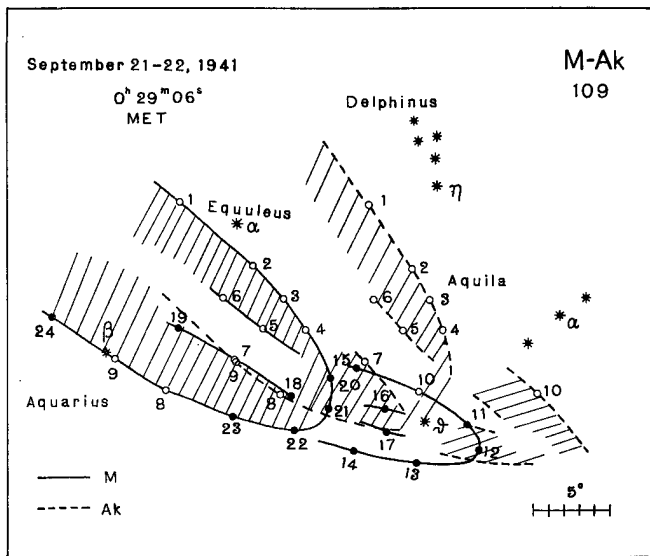 September 21-22, 1941
0h 29m 06s
MET
M-Ak
109
Delphinus
η
1
Equuleus
α
1
2
2
Aquila
3
6
3
6
5
4
5
4
α
24
β
19
7
7
15
10
10
9
9
20
16
11
8
18
8
21
ϑ
Aquarius
23
22
17
12
14
13
M
Ak
5°